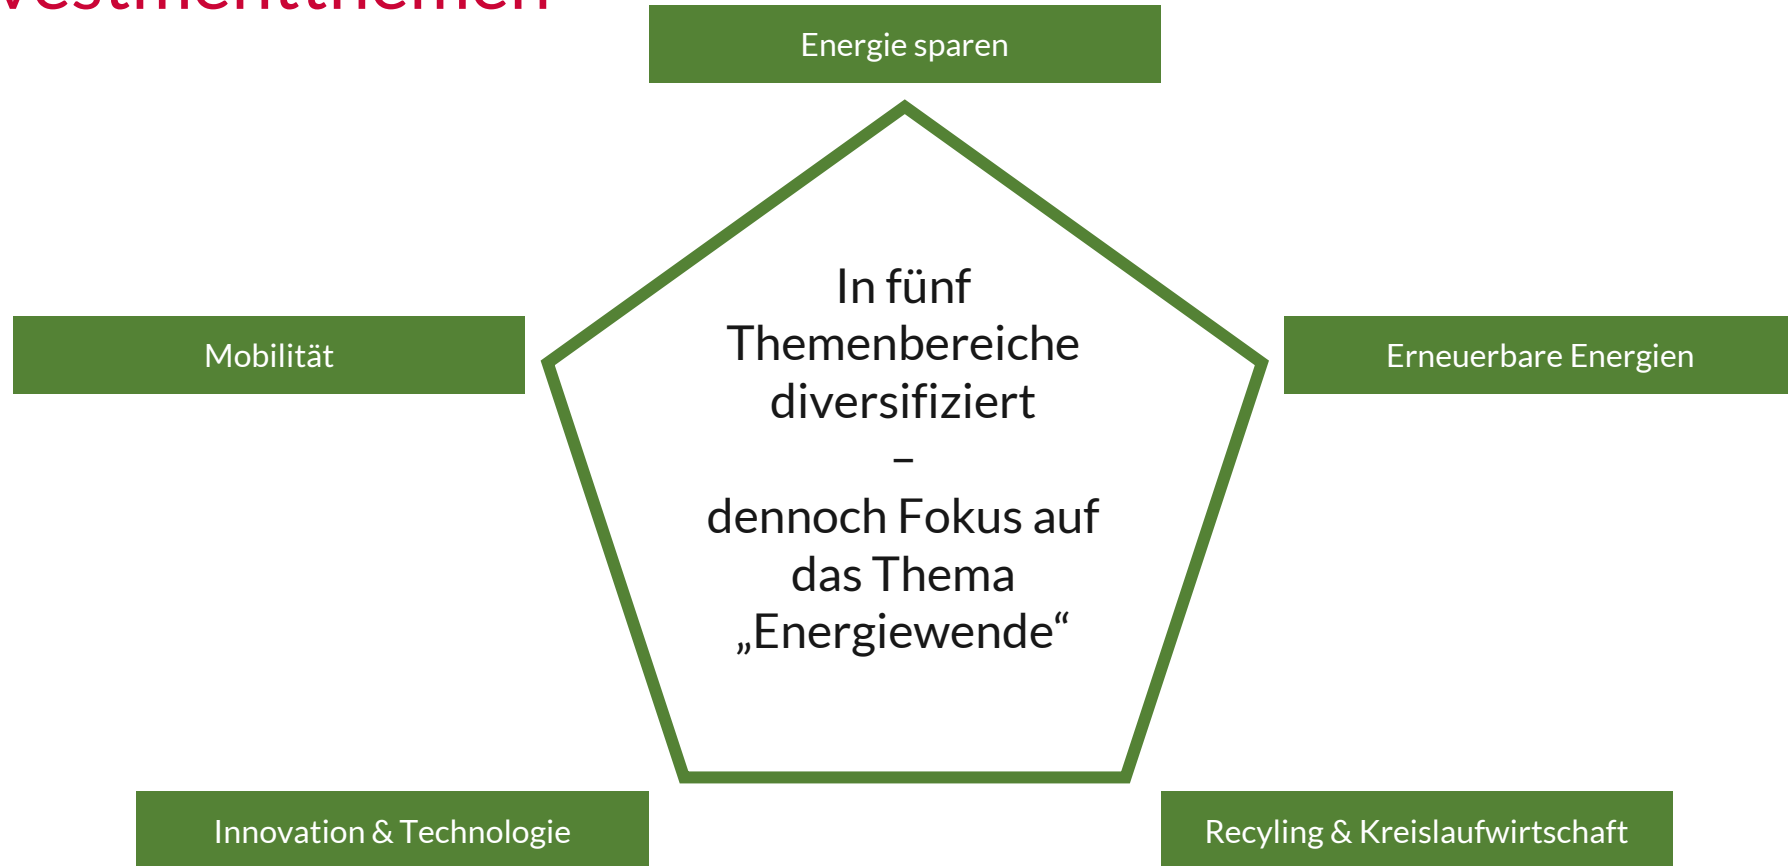 vestmentthemen
Energie sparen
Mobilität
In fünf
Themenbereiche
diversifiziert
–
dennoch Fokus auf
das Thema
„Energiewende“
Erneuerbare Energien
Innovation & Technologie
Recyling & Kreislaufwirtschaft